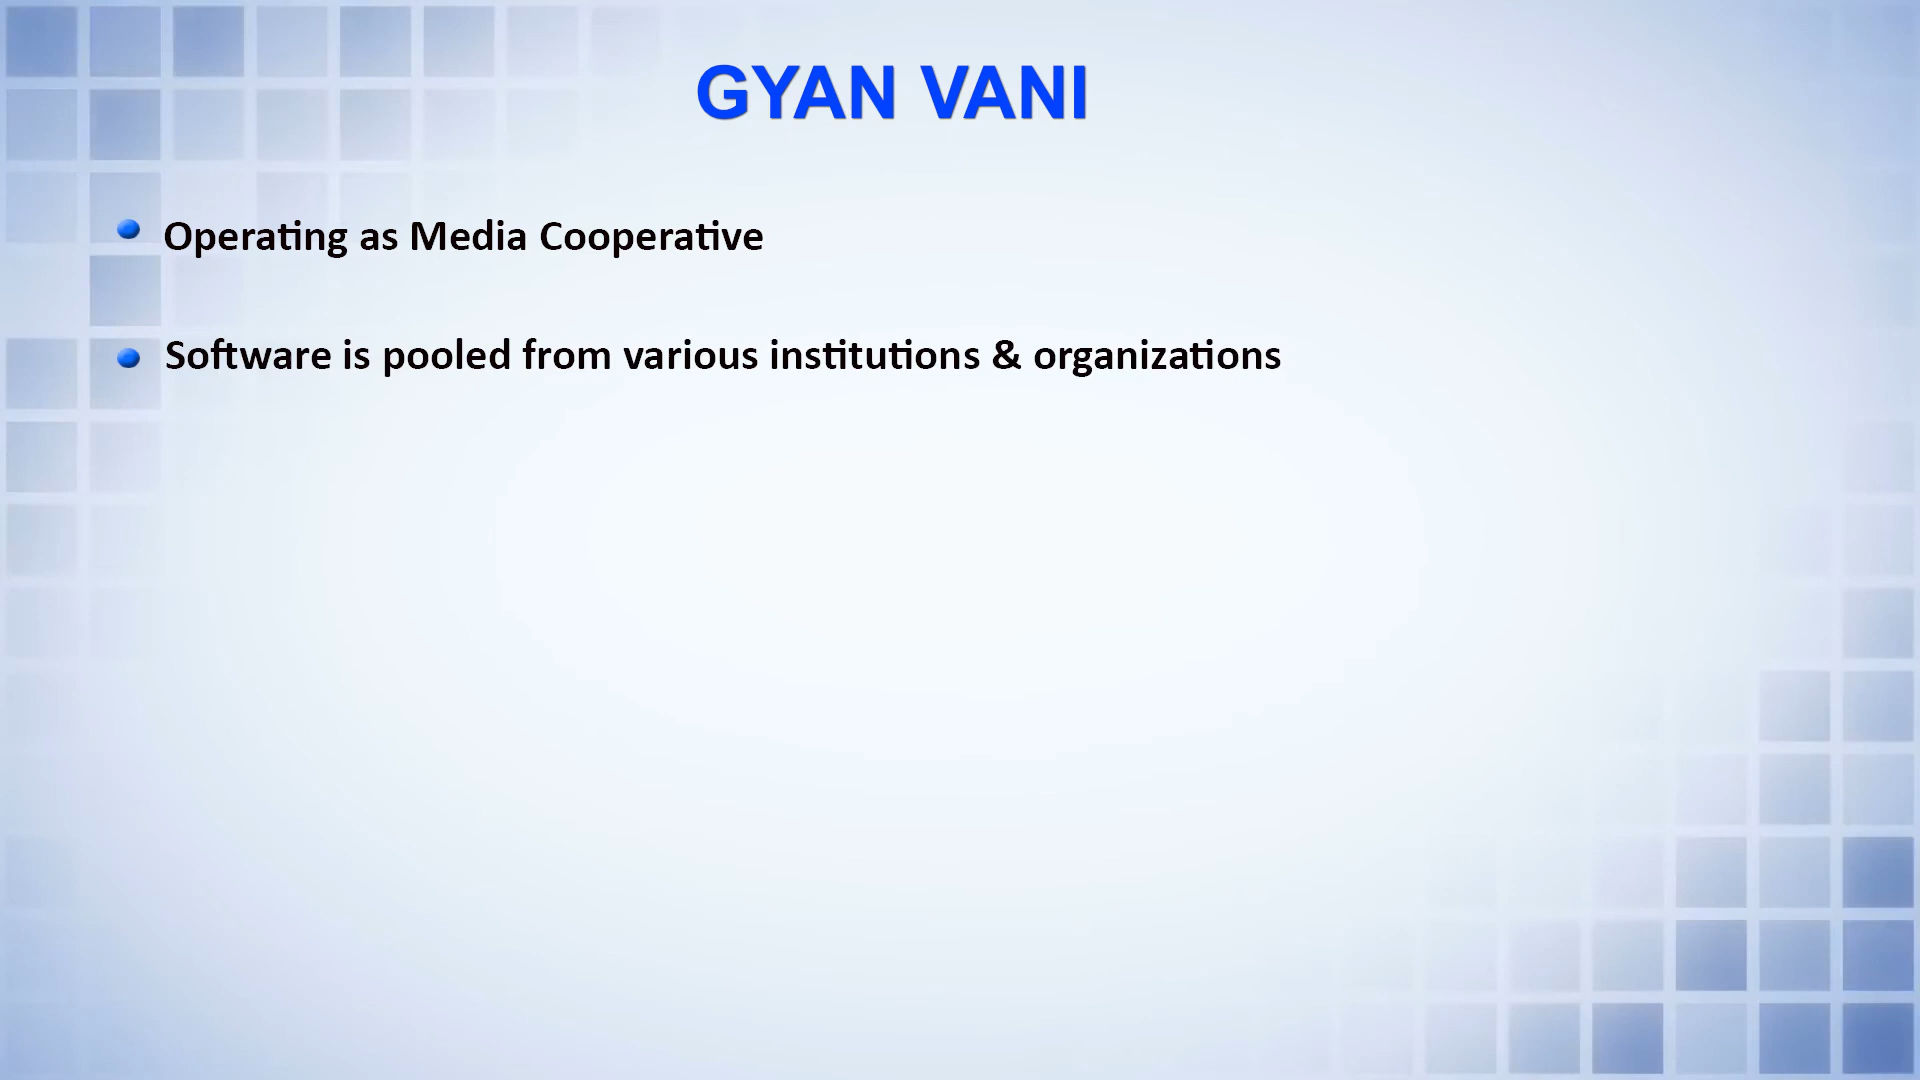 GYAN VANI
Operating as Media Cooperative
Software is pooled from various institutions & organizations